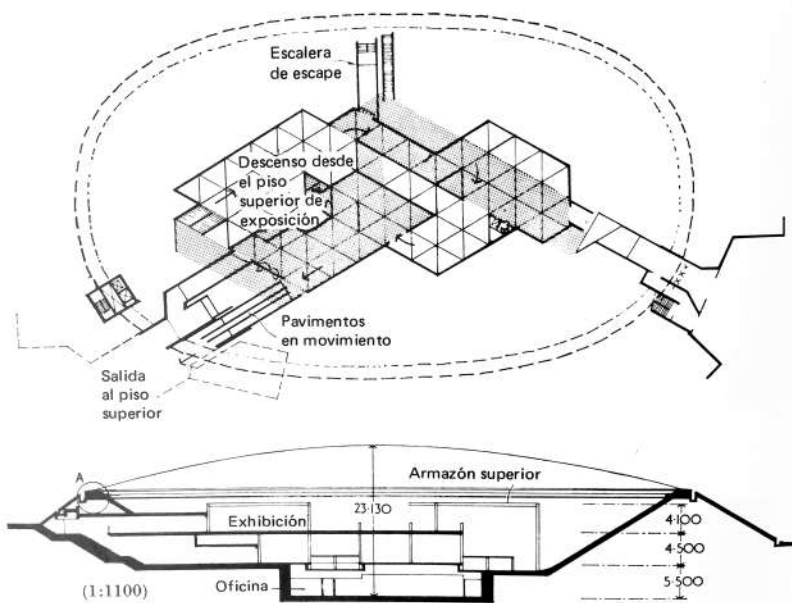 Escalera
de escape
Descenso desde
el piso
superior de
exposición
Pavimentos
en movimiento
Salida
al piso
superior
A
Armazón superior
23·130
Exhibición
4·100
4·500
5·500
Oficina
(1:1100)